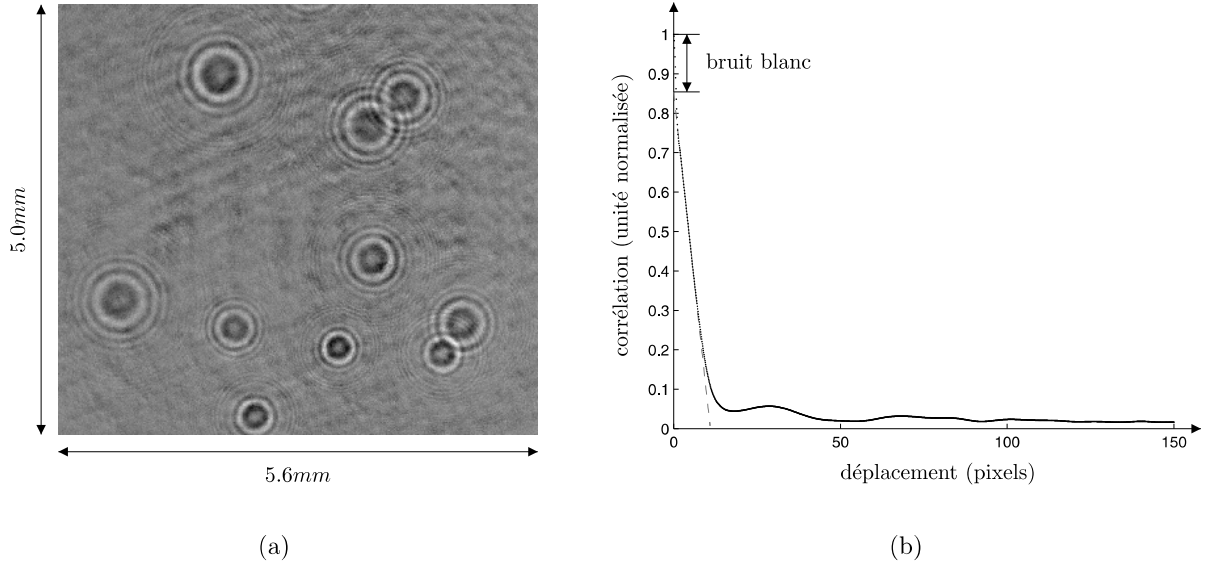 5.0mm
5.6mm
(a)
corrélation (unité normalisée)
1
0.9
0.8
0.7
0.6
0.5
0.4
0.3
0.2
0.1
0
bruit blanc
0
50
100
150
déplacement (pixels)
(b)